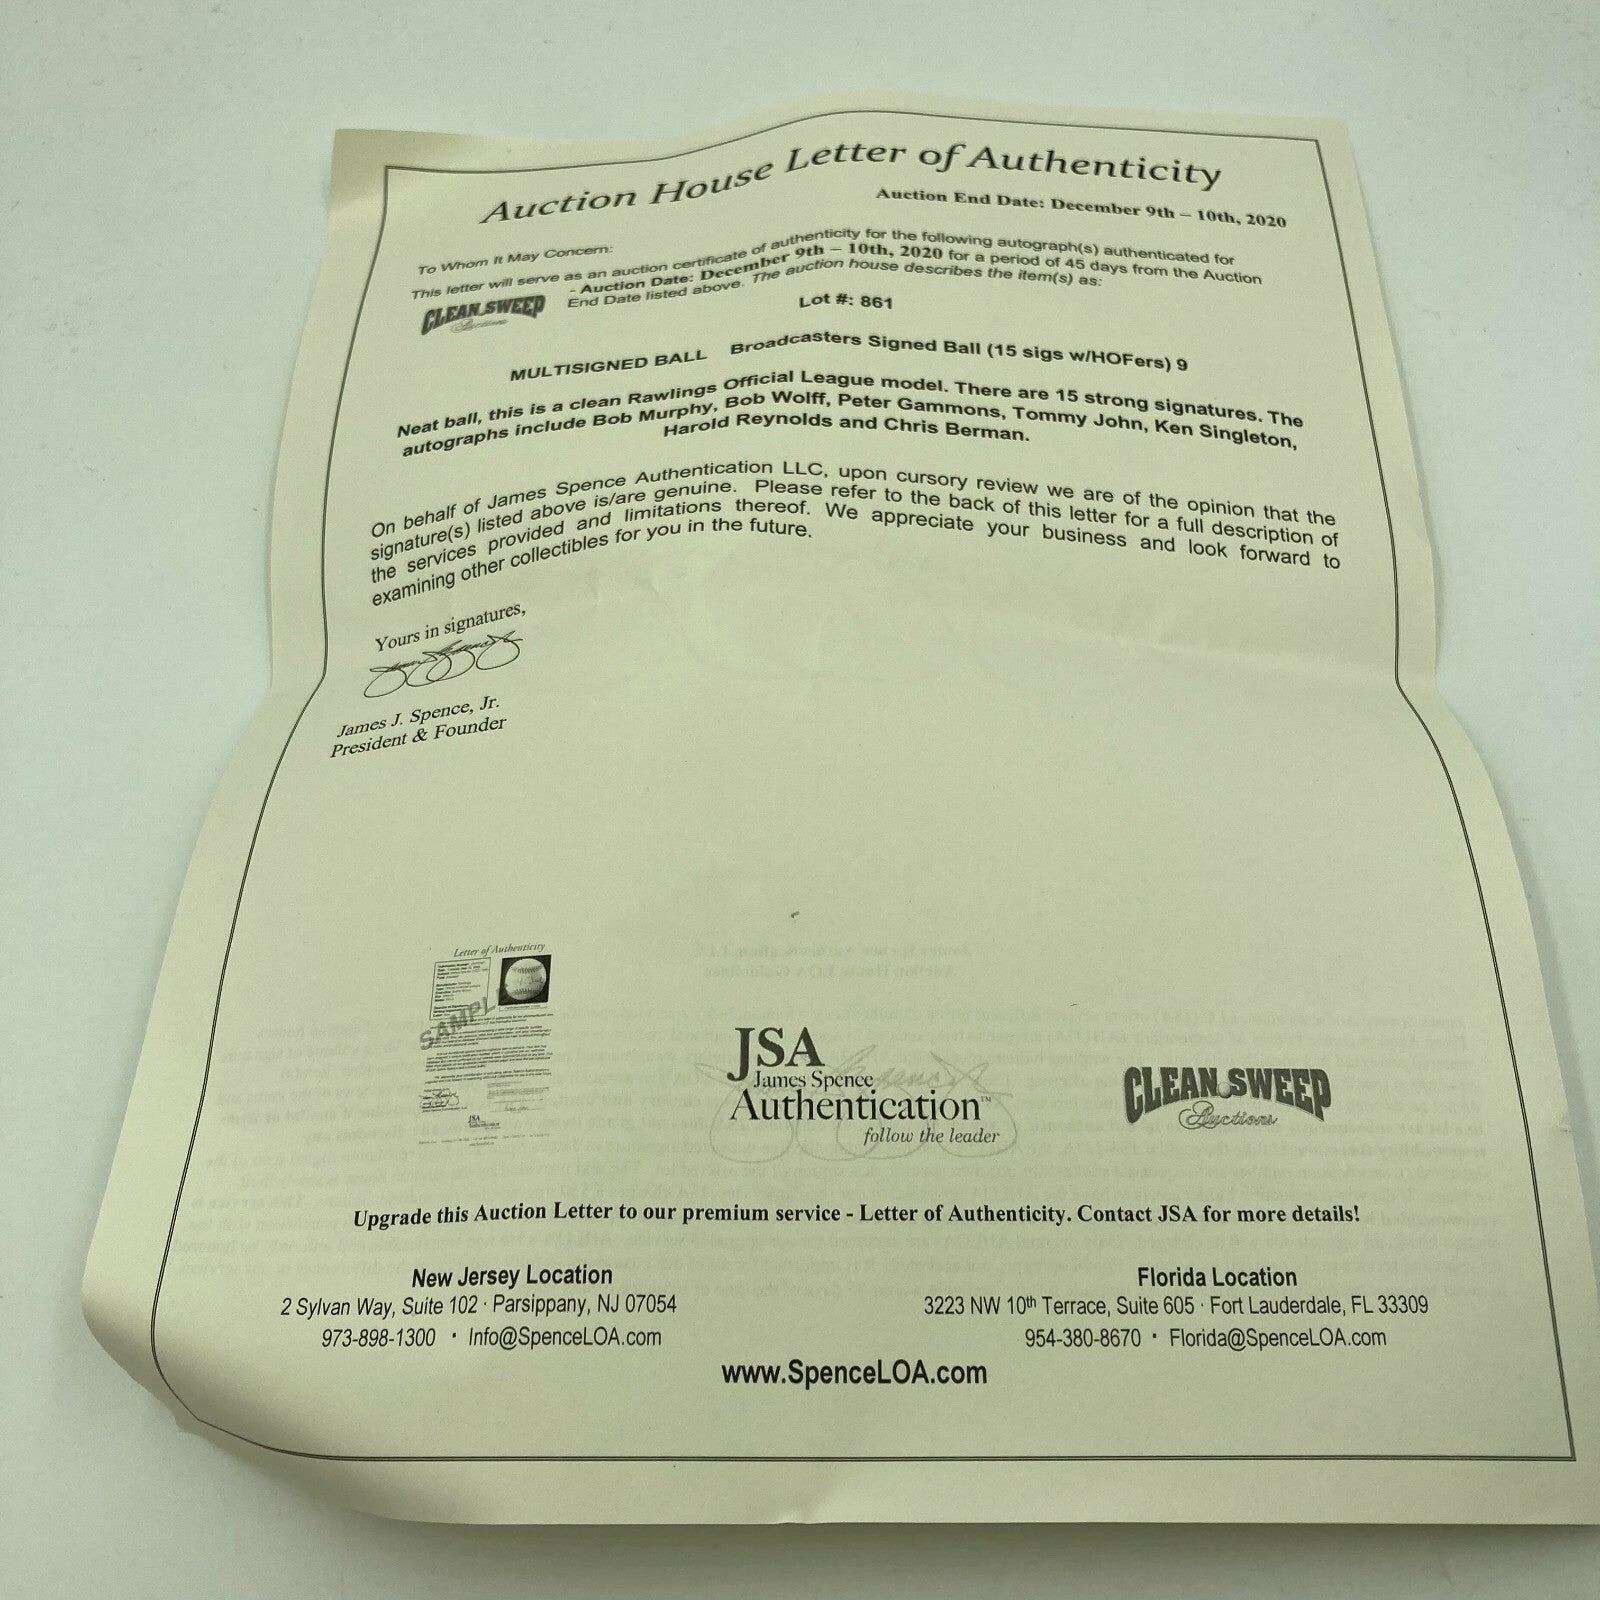 Auction House Letter of Authenticity
Auction End Date: December 9th – 10th, 2020
To Whom It May Concern:
This letter will serve as an auction certificate of authenticity for the following autograph(s) authenticated for
CLEAN SWEEP Auctions - Auction Date: December 9th – 10th, 2020 for a period of 45 days from the Auction
End Date listed above. The auction house describes the item(s) as:
Lot #: 861
MULTISIGNED BALL Broadcasters Signed Ball (15 sigs w/HOFers) 9
Neat ball, this is a clean Rawlings Official League model. There are 15 strong signatures. The
autographs include Bob Murphy, Bob Wolff, Peter Gammons, Tommy John, Ken Singleton,
Harold Reynolds and Chris Berman.
On behalf of James Spence Authentication LLC, upon cursory review we are of the opinion that the
signature(s) listed above is/are genuine. Please refer to the back of this letter for a full description of
the services provided and limitations thereof. We appreciate your business and look forward to
examining other collectibles for you in the future.
Yours in signatures,
James J. Spence, Jr.
President & Founder
Letter of Authenticity
SAMPLE
JSA
James Spence
Authentication™
follow the leader
CLEAN SWEEP
Auctions
Upgrade this Auction Letter to our premium service - Letter of Authenticity. Contact JSA for more details!
New Jersey Location
2 Sylvan Way, Suite 102 · Parsippany, NJ 07054
973-898-1300 · Info@SpenceLOA.com
Florida Location
3223 NW 10th Terrace, Suite 605 · Fort Lauderdale, FL 33309
954-380-8670 · Florida@SpenceLOA.com
www.SpenceLOA.com